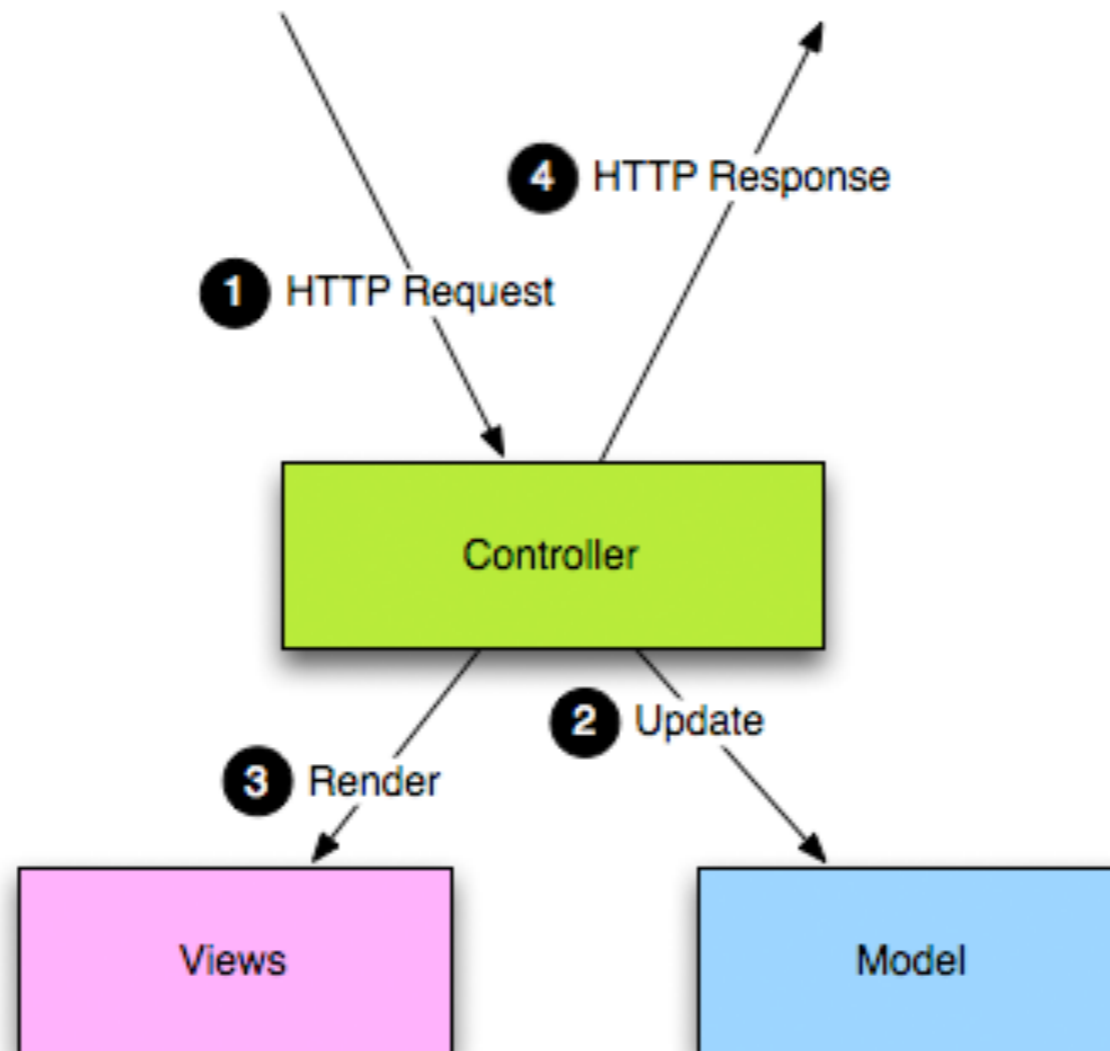 4 HTTP Response
1 HTTP Request
Controller
2 Update
3 Render
Views
Model